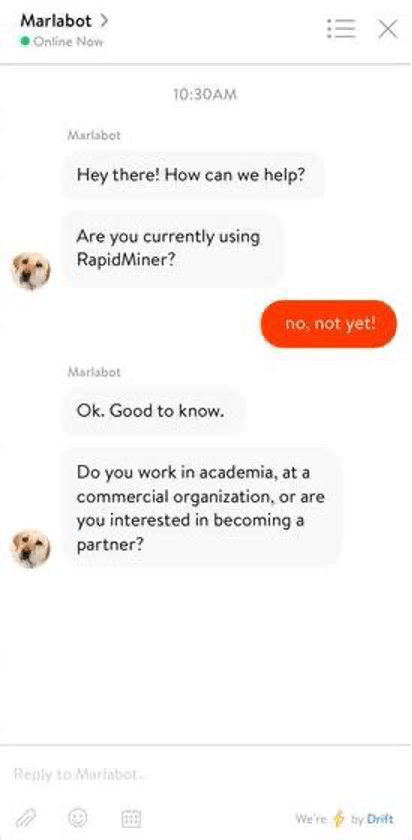 Marlabot
Online Now
10:30AM
Marlabot
Hey there! How can we help?
Are you currently using
RapidMiner?
no, not yet!
Marlabot
Ok. Good to know.
Do you work in academia, at a
commercial organization, or are
you interested in becoming a
partner?
Reply to Marlabot...
We're ⚡ by Drift